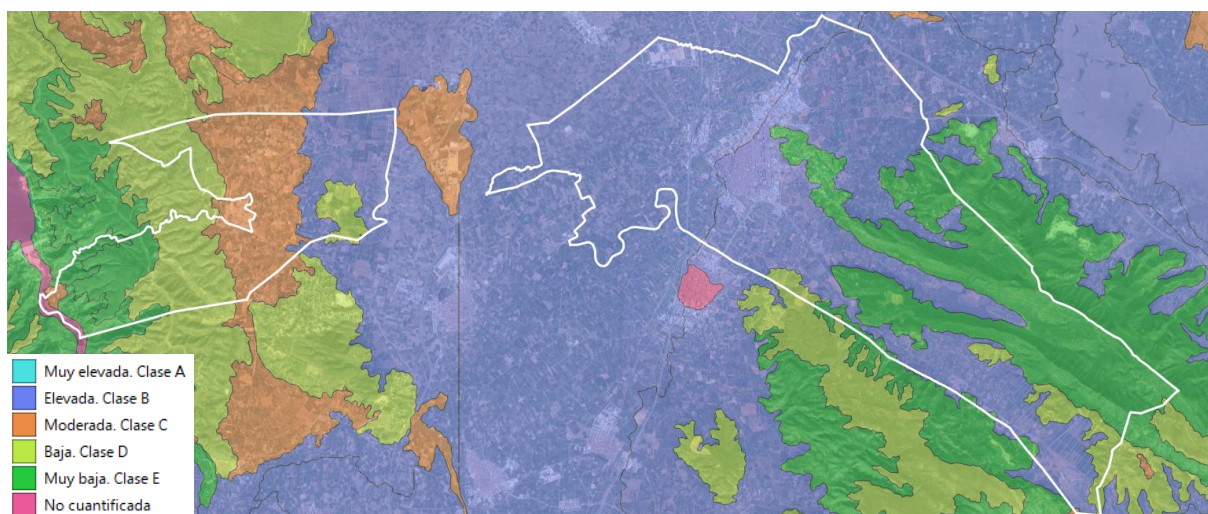 Muy elevada. Clase A
Elevada. Clase B
Moderada. Clase C
Baja. Clase D
Muy baja. Clase E
No cuantificada